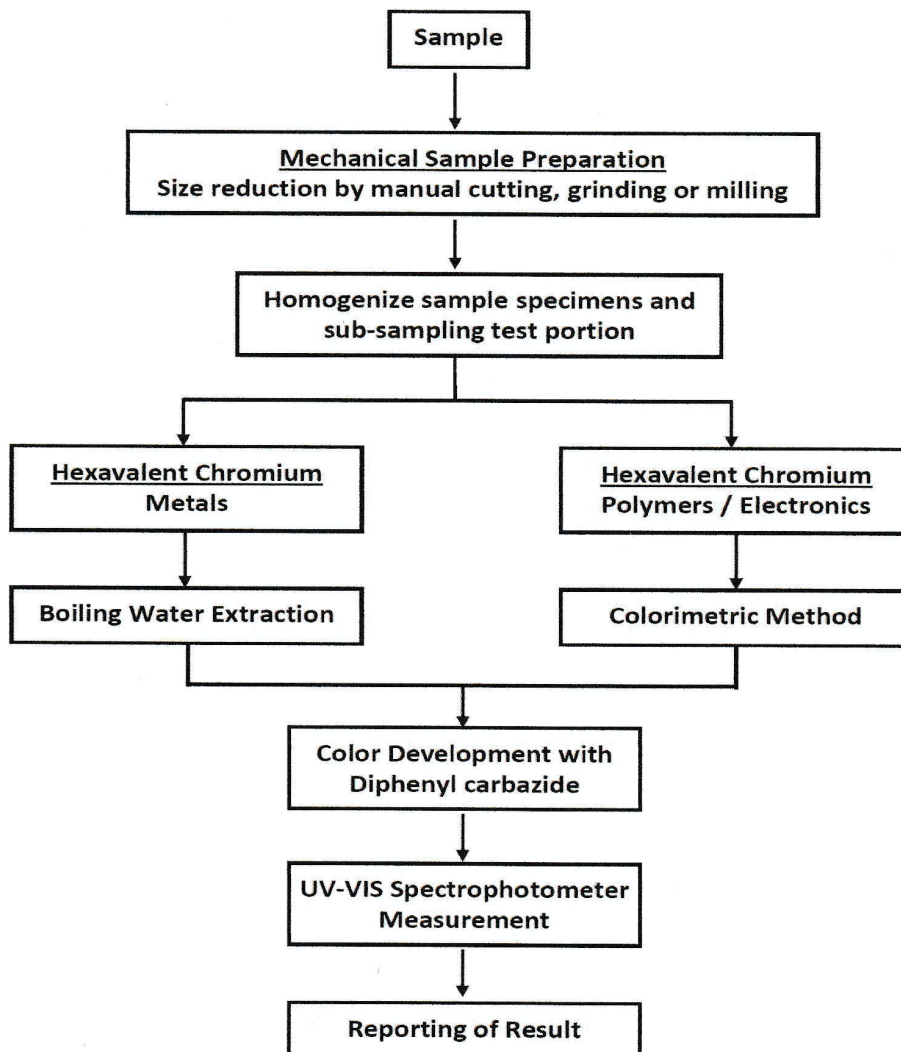 Sample
Mechanical Sample Preparation
Size reduction by manual cutting, grinding or milling
Homogenize sample specimens and
sub-sampling test portion
Hexavalent Chromium
Metals
Hexavalent Chromium
Polymers / Electronics
Boiling Water Extraction
Colorimetric Method
Color Development with
Diphenyl carbazide
UV-VIS Spectrophotometer
Measurement
Reporting of Result